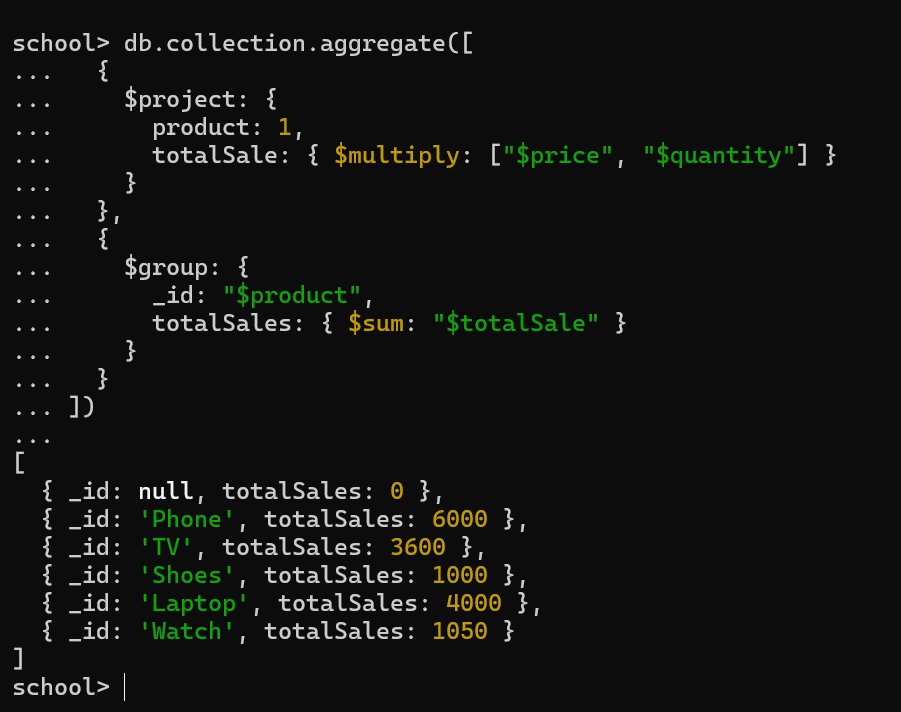 school> db.collection.aggregate([
...   {
...     $project: {
...       product: 1,
...       totalSale: { $multiply: ["$price", "$quantity"] }
...     }
...   },
...   {
...     $group: {
...       _id: "$product",
...       totalSales: { $sum: "$totalSale" }
...     }
...   }
... ])
...
[
  { _id: null, totalSales: 0 },
  { _id: 'Phone', totalSales: 6000 },
  { _id: 'TV', totalSales: 3600 },
  { _id: 'Shoes', totalSales: 1000 },
  { _id: 'Laptop', totalSales: 4000 },
  { _id: 'Watch', totalSales: 1050 }
]
school>